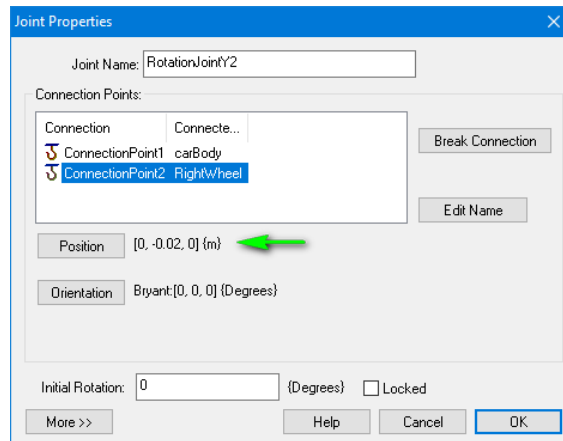 Joint Properties
Joint Name: RotationJointY2
Connection Points:
Connection Connecte...
ConnectionPoint1 carBody
ConnectionPoint2 RightWheel
Break Connection
Edit Name
Position [0, -0.02, 0] {m}
Orientation Bryant:[0, 0, 0] {Degrees}
Initial Rotation: 0 {Degrees} Locked
More >> Help Cancel OK